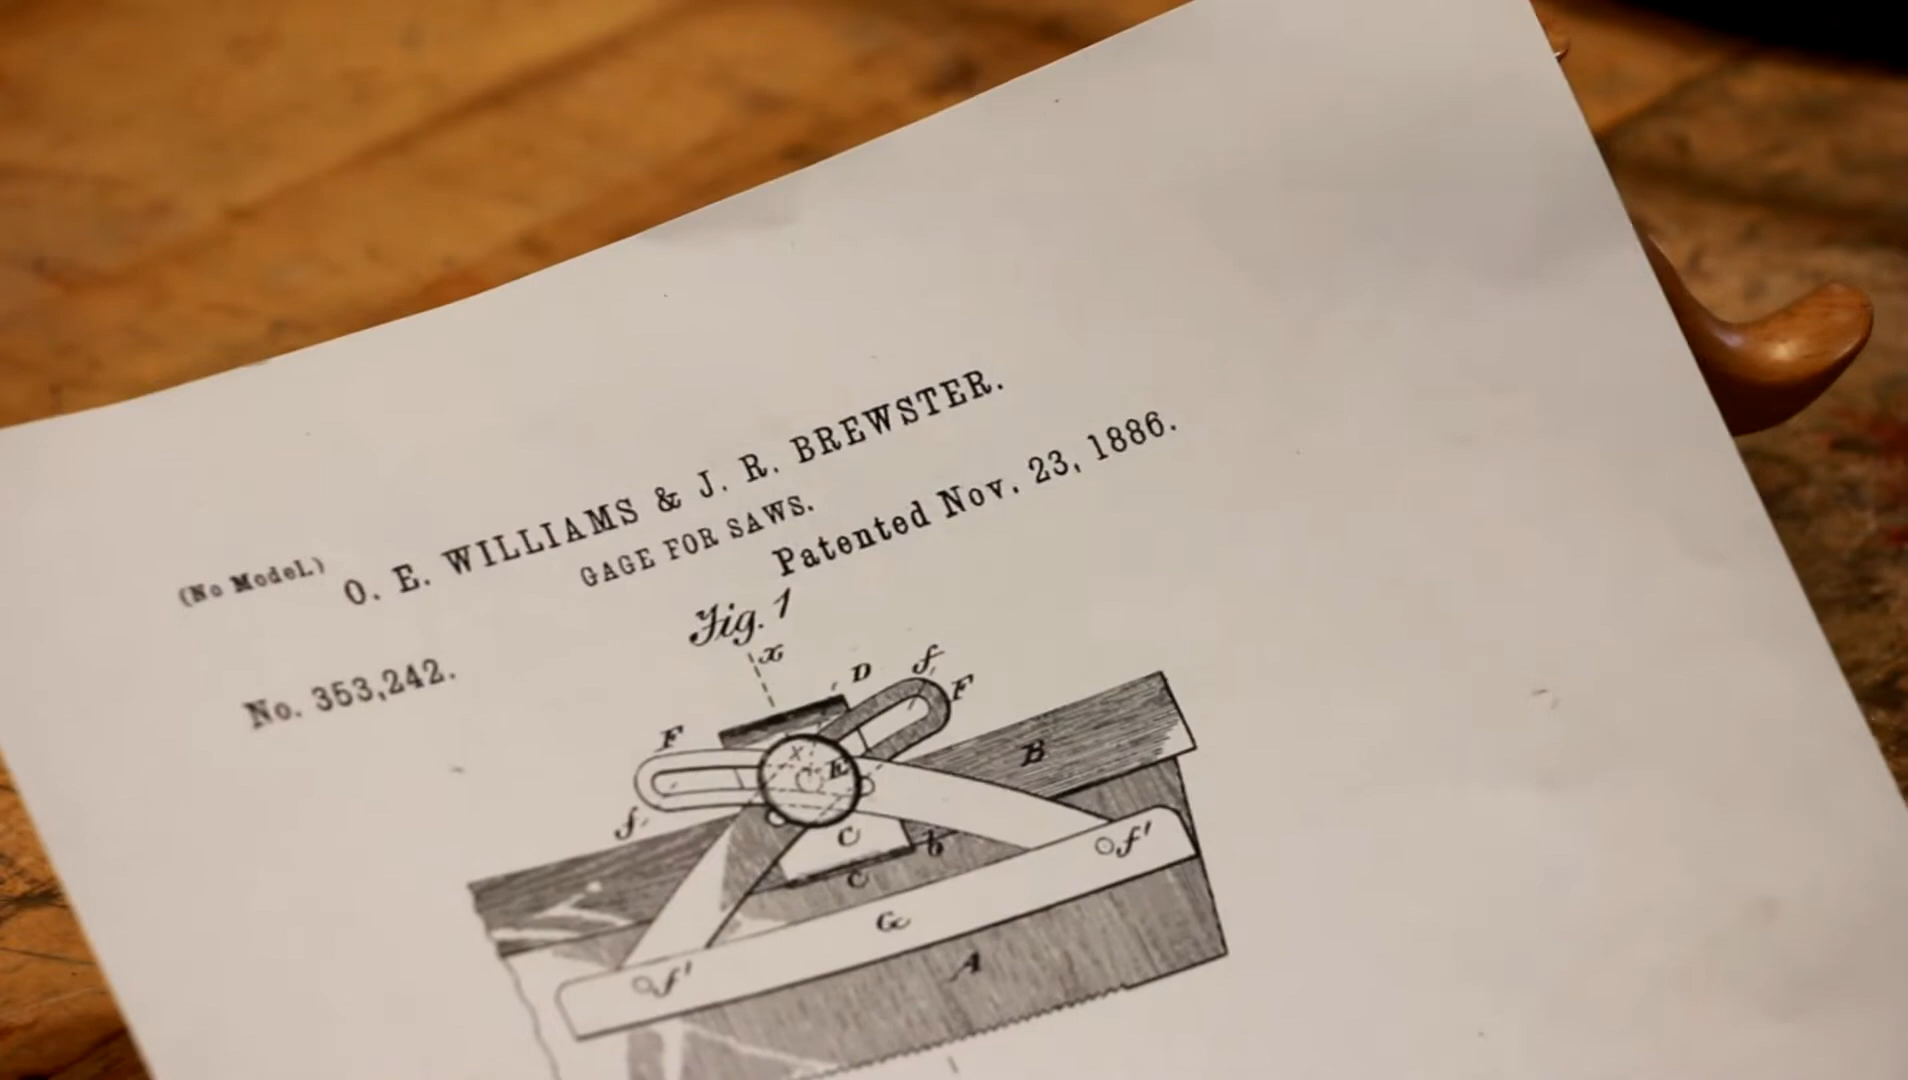 (No Model.)
O. E. WILLIAMS & J. R. BREWSTER.
GAGE FOR SAWS.
No. 353,242.
Patented Nov. 23, 1886.
Fig. 1
x
D
f
F
F
B
x
E
f
C
b
f'
c
G
A
f'